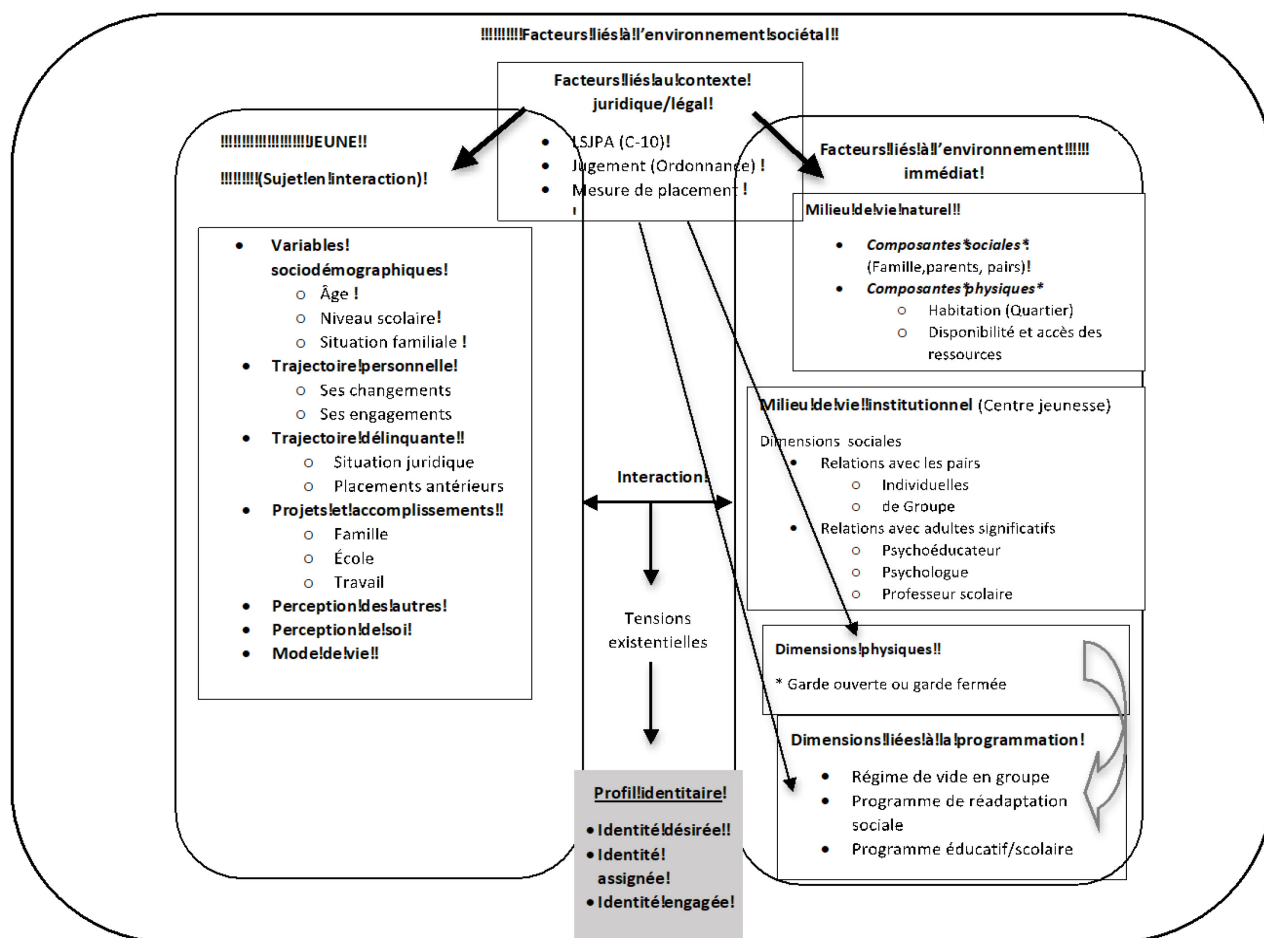 !!!!!!!!!!Facteurs!liés!à!l'environnement!sociétal!!
Facteurs!liés!au!contexte!
juridique/légal!
• LSJPA (C-10)!
• Jugement (Ordonnance) !
• Mesure de placement !
!
!!!!!!!!!!!!!!!!!!!!!JEUNE!!
!!!!!!!!!(Sujet!en!interaction)!
• Variables!
sociodémographiques!
o Âge !
o Niveau scolaire!
o Situation familiale !
• Trajectoire!personnelle!
o Ses changements
o Ses engagements
• Trajectoire!délinquante!!
o Situation juridique
o Placements antérieurs
• Projets!et!accomplissements!!
o Famille
o École
o Travail
• Perception!des!autres!
• Perception!de!soi!
• Mode!de!vie!!
Interaction!
Tensions
existentielles
Profil!identitaire!
• Identité!désirée!!
• Identité!
assignée!
• Identité!engagée!
Facteurs!liés!à!l'environnement!!!!!!
immédiat!
Milieu!de!vie!naturel!!
• Composantes*sociales*:
(Famille,parents, pairs)!
• Composantes*physiques*
o Habitation (Quartier)
o Disponibilité et accès des
ressources
Milieu!de!vie!!institutionnel (Centre jeunesse)
Dimensions sociales
• Relations avec les pairs
o Individuelles
o de Groupe
• Relations avec adultes significatifs
o Psychoéducateur
o Psychologue
o Professeur scolaire
Dimensions!physiques!!
* Garde ouverte ou garde fermée
Dimensions!liées!à!la!programmation!
• Régime de vide en groupe
• Programme de réadaptation
sociale
• Programme éducatif/scolaire